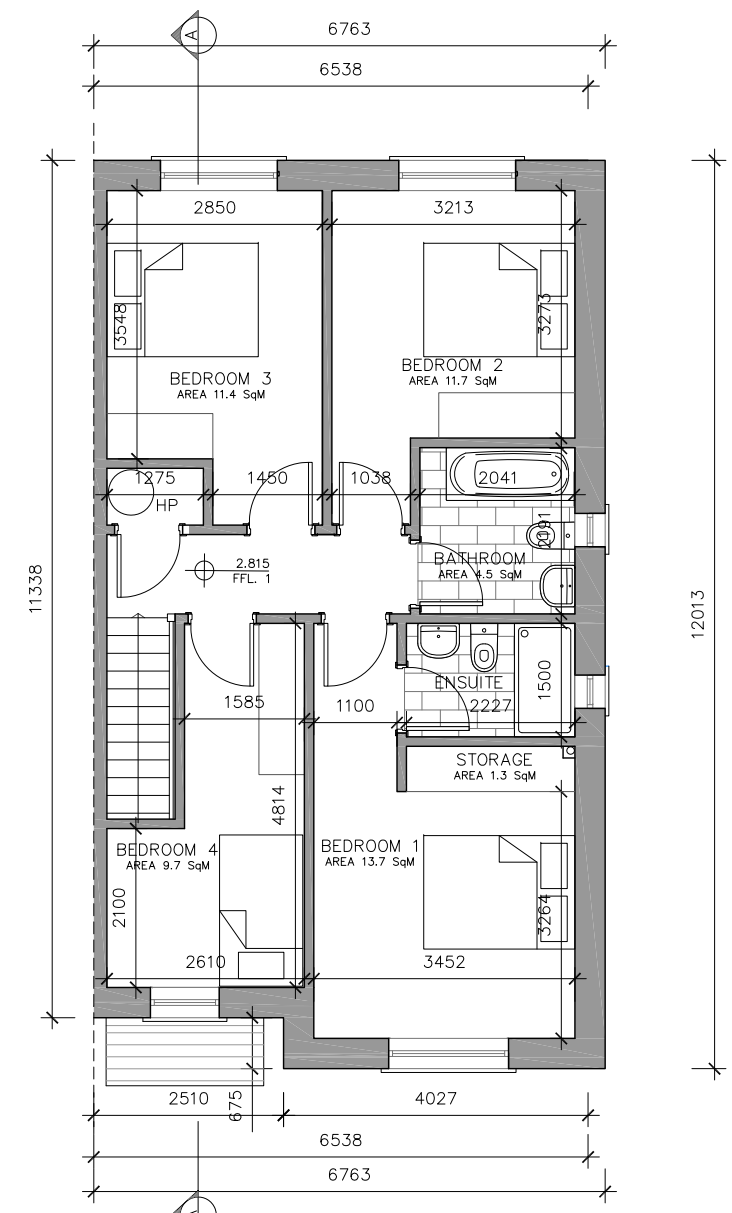 6763
A
6538
2850
3213
3548
3273
BEDROOM 3
AREA 11.4 SqM
BEDROOM 2
AREA 11.7 SqM
1275
1450
1038
2041
HP
2091
BATHROOM
AREA 4.5 SqM
2.815
FFL. 1
11338
12013
ENSUITE
1500
1585
1100
2227
STORAGE
AREA 1.3 SqM
4814
BEDROOM 4
AREA 9.7 SqM
BEDROOM 1
AREA 13.7 SqM
2100
3264
2610
3452
2510
675
4027
6538
6763
A